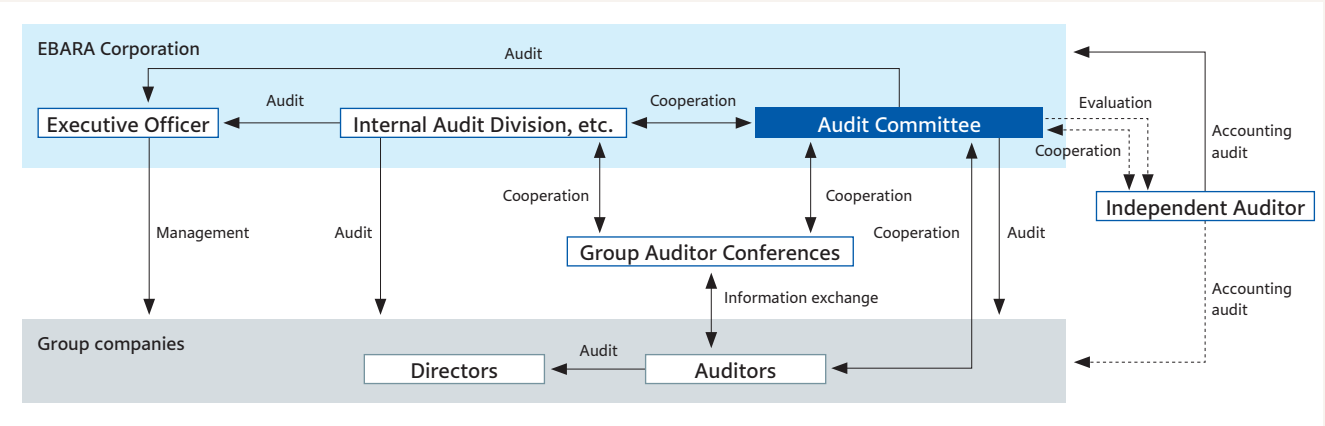 EBARA Corporation
Audit
Audit
Cooperation
Evaluation
Executive Officer
Internal Audit Division, etc.
Audit Committee
Accounting
audit
Cooperation
Cooperation
Cooperation
Independent Auditor
Management
Audit
Cooperation
Audit
Group Auditor Conferences
Information exchange
Accounting
audit
Group companies
Audit
Directors
Auditors